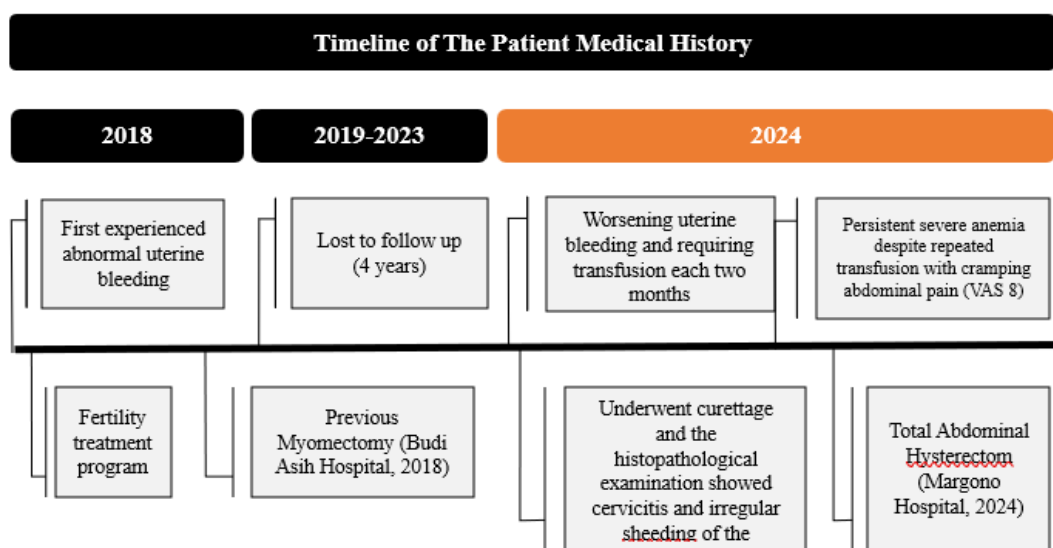 Timeline of The Patient Medical History
2018
2019-2023
2024
First experienced
abnormal uterine
bleeding
Lost to follow up
(4 years)
Worsening uterine
bleeding and requiring
transfusion each two
months
Persistent severe anemia
despite repeated
transfusion with cramping
abdominal pain (VAS 8)
Fertility
treatment
program
Previous
Myomectomy (Budi
Asih Hospital, 2018)
Underwent curettage
and the
histopathological
examination showed
cervicitis and irregular
sheeding of the
Total Abdominal
Hysterectom
(Margono
Hospital, 2024)